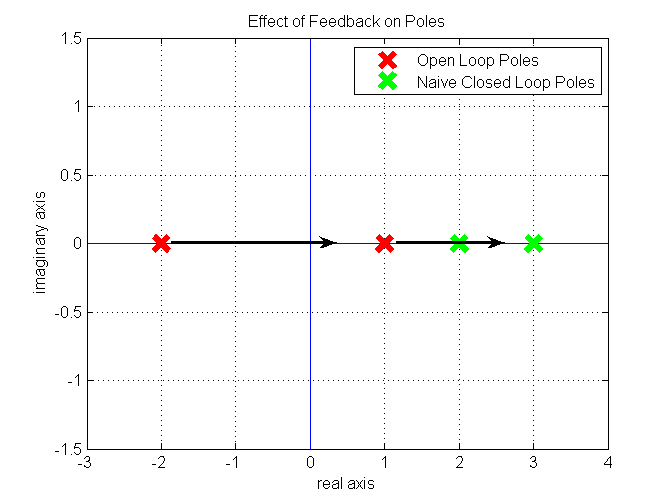 Effect of Feedback on Poles
1.5
Open Loop Poles
Naive Closed Loop Poles
1
0.5
0
-0.5
-1
-1.5
imaginary axis
-3 -2 -1 0 1 2 3 4
real axis